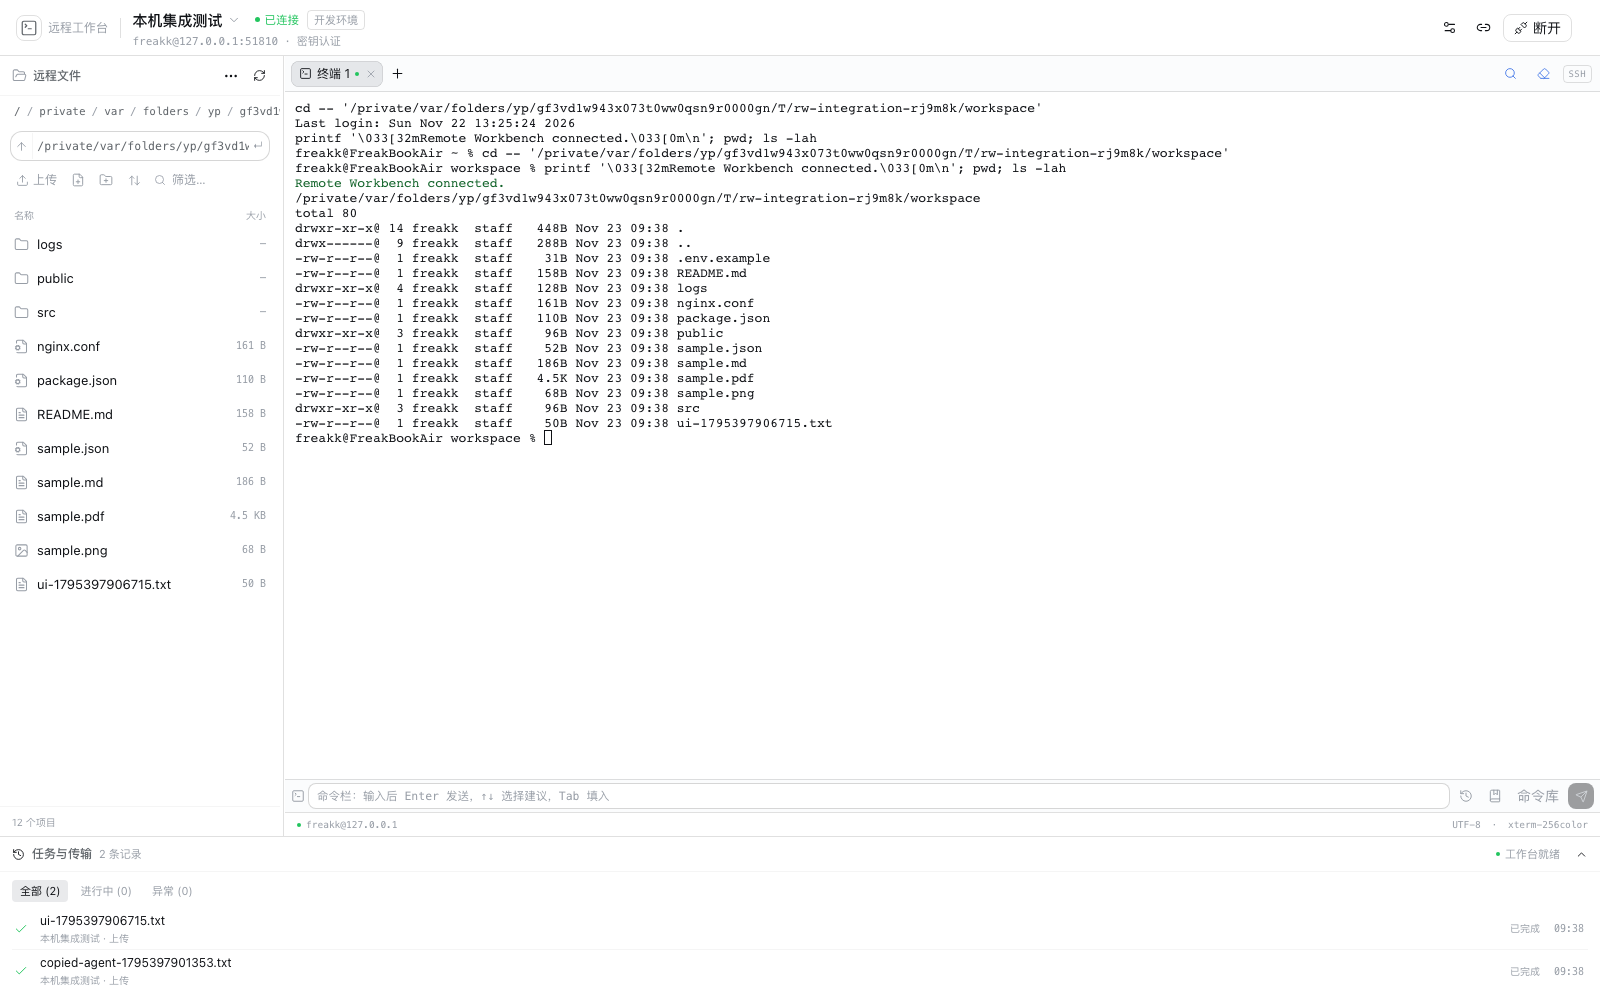 远程工作台
本机集成测试
已连接
开发环境
freakk@127.0.0.1:51810 · 密钥认证
断开
远程文件
/ / private / var / folders / yp / gf3vd1
/private/var/folders/yp/gf3vd1w
上传
筛选...
名称 大小
logs —
public —
src —
nginx.conf 161 B
package.json 110 B
README.md 158 B
sample.json 52 B
sample.md 186 B
sample.pdf 4.5 KB
sample.png 68 B
ui-1795397906715.txt 50 B
12 个项目
终端 1
SSH
cd -- '/private/var/folders/yp/gf3vd1w943x073t0ww0qsn9r0000gn/T/rw-integration-rj9m8k/workspace'
Last login: Sun Nov 22 13:25:24 2026
printf '\033[32mRemote Workbench connected.\033[0m\n'; pwd; ls -lah
freakk@FreakBookAir ~ % cd -- '/private/var/folders/yp/gf3vd1w943x073t0ww0qsn9r0000gn/T/rw-integration-rj9m8k/workspace'
freakk@FreakBookAir workspace % printf '\033[32mRemote Workbench connected.\033[0m\n'; pwd; ls -lah
Remote Workbench connected.
/private/var/folders/yp/gf3vd1w943x073t0ww0qsn9r0000gn/T/rw-integration-rj9m8k/workspace
total 80
drwxr-xr-x@ 14 freakk  staff   448B Nov 23 09:38 .
drwx------@  9 freakk  staff   288B Nov 23 09:38 ..
-rw-r--r--@  1 freakk  staff    31B Nov 23 09:38 .env.example
-rw-r--r--@  1 freakk  staff   158B Nov 23 09:38 README.md
drwxr-xr-x@  4 freakk  staff   128B Nov 23 09:38 logs
-rw-r--r--@  1 freakk  staff   161B Nov 23 09:38 nginx.conf
-rw-r--r--@  1 freakk  staff   110B Nov 23 09:38 package.json
drwxr-xr-x@  3 freakk  staff    96B Nov 23 09:38 public
-rw-r--r--@  1 freakk  staff    52B Nov 23 09:38 sample.json
-rw-r--r--@  1 freakk  staff   186B Nov 23 09:38 sample.md
-rw-r--r--@  1 freakk  staff   4.5K Nov 23 09:38 sample.pdf
-rw-r--r--@  1 freakk  staff    68B Nov 23 09:38 sample.png
drwxr-xr-x@  3 freakk  staff    96B Nov 23 09:38 src
-rw-r--r--@  1 freakk  staff    50B Nov 23 09:38 ui-1795397906715.txt
freakk@FreakBookAir workspace %
命令栏：输入后 Enter 发送，↑↓ 选择建议，Tab 填入
命令库
freakk@127.0.0.1
UTF-8 · xterm-256color
任务与传输 2 条记录
工作台就绪
全部 (2) 进行中 (0) 异常 (0)
ui-1795397906715.txt
本机集成测试 · 上传
已完成 09:38
copied-agent-1795397901353.txt
本机集成测试 · 上传
已完成 09:38